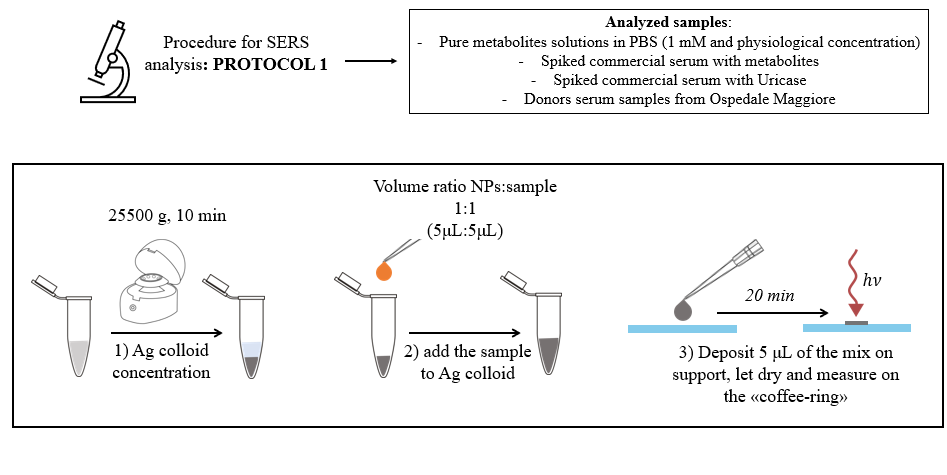 Procedure for SERS
analysis: PROTOCOL 1
Analyzed samples:
- Pure metabolites solutions in PBS (1 mM and physiological concentration)
- Spiked commercial serum with metabolites
- Spiked commercial serum with Uricase
- Donors serum samples from Ospedale Maggiore
25500 g, 10 min
1) Ag colloid
concentration
Volume ratio NPs:sample
1:1
(5μL:5μL)
2) add the sample
to Ag colloid
20 min
hν
3) Deposit 5 μL of the mix on
support, let dry and measure on
the «coffee-ring»